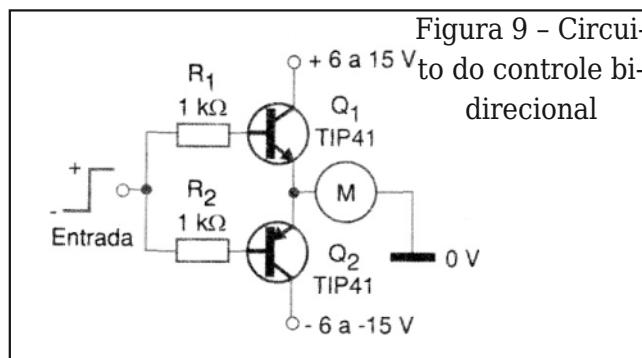 Figura 9 – Circui-
to do controle bi-
direcional
+ 6 a 15 V
R1
1 kΩ
Q1
TIP41
+
-
Entrada
M
R2
1 kΩ
Q2
TIP41
0 V
- 6 a -15 V